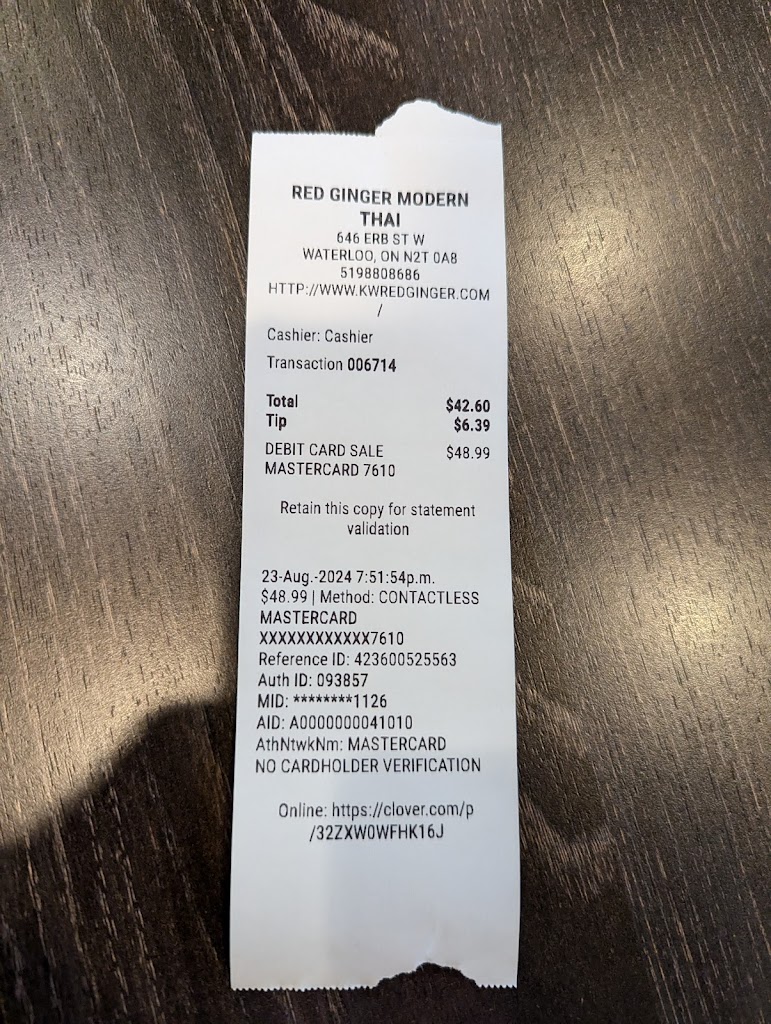 RED GINGER MODERN
THAI
646 ERB ST W
WATERLOO, ON N2T 0A8
5198808686
HTTP://WWW.KWREDGINGER.COM
/
Cashier: Cashier
Transaction 006714
Total $42.60
Tip $6.39
DEBIT CARD SALE $48.99
MASTERCARD 7610
Retain this copy for statement
validation
23-Aug.-2024 7:51:54p.m.
$48.99 | Method: CONTACTLESS
MASTERCARD
XXXXXXXXXXXX7610
Reference ID: 423600525563
Auth ID: 093857
MID: ********1126
AID: A0000000041010
AthNtwkNm: MASTERCARD
NO CARDHOLDER VERIFICATION
Online: https://clover.com/p
/32ZXW0WFHK16J